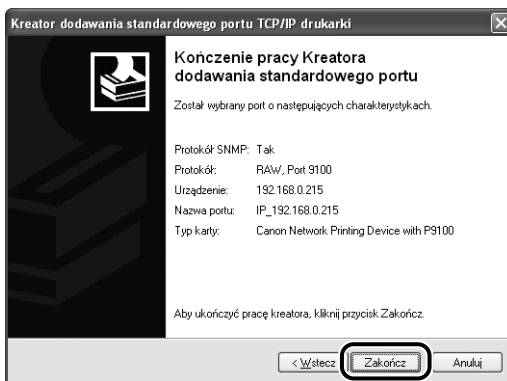 Kreator dodawania standardowego portu TCP/IP drukarki
Kończenie pracy Kreatora
dodawania standardowego portu
Został wybrany port o następujących charakterystykach.
Protokół SNMP: Tak
Protokół: RAW, Port 9100
Urządzenie: 192.168.0.215
Nazwa portu: IP_192.168.0.215
Typ karty: Canon Network Printing Device with P9100
Aby ukończyć pracę kreatora, kliknij przycisk Zakończ.
< Wstecz Zakończ Anuluj